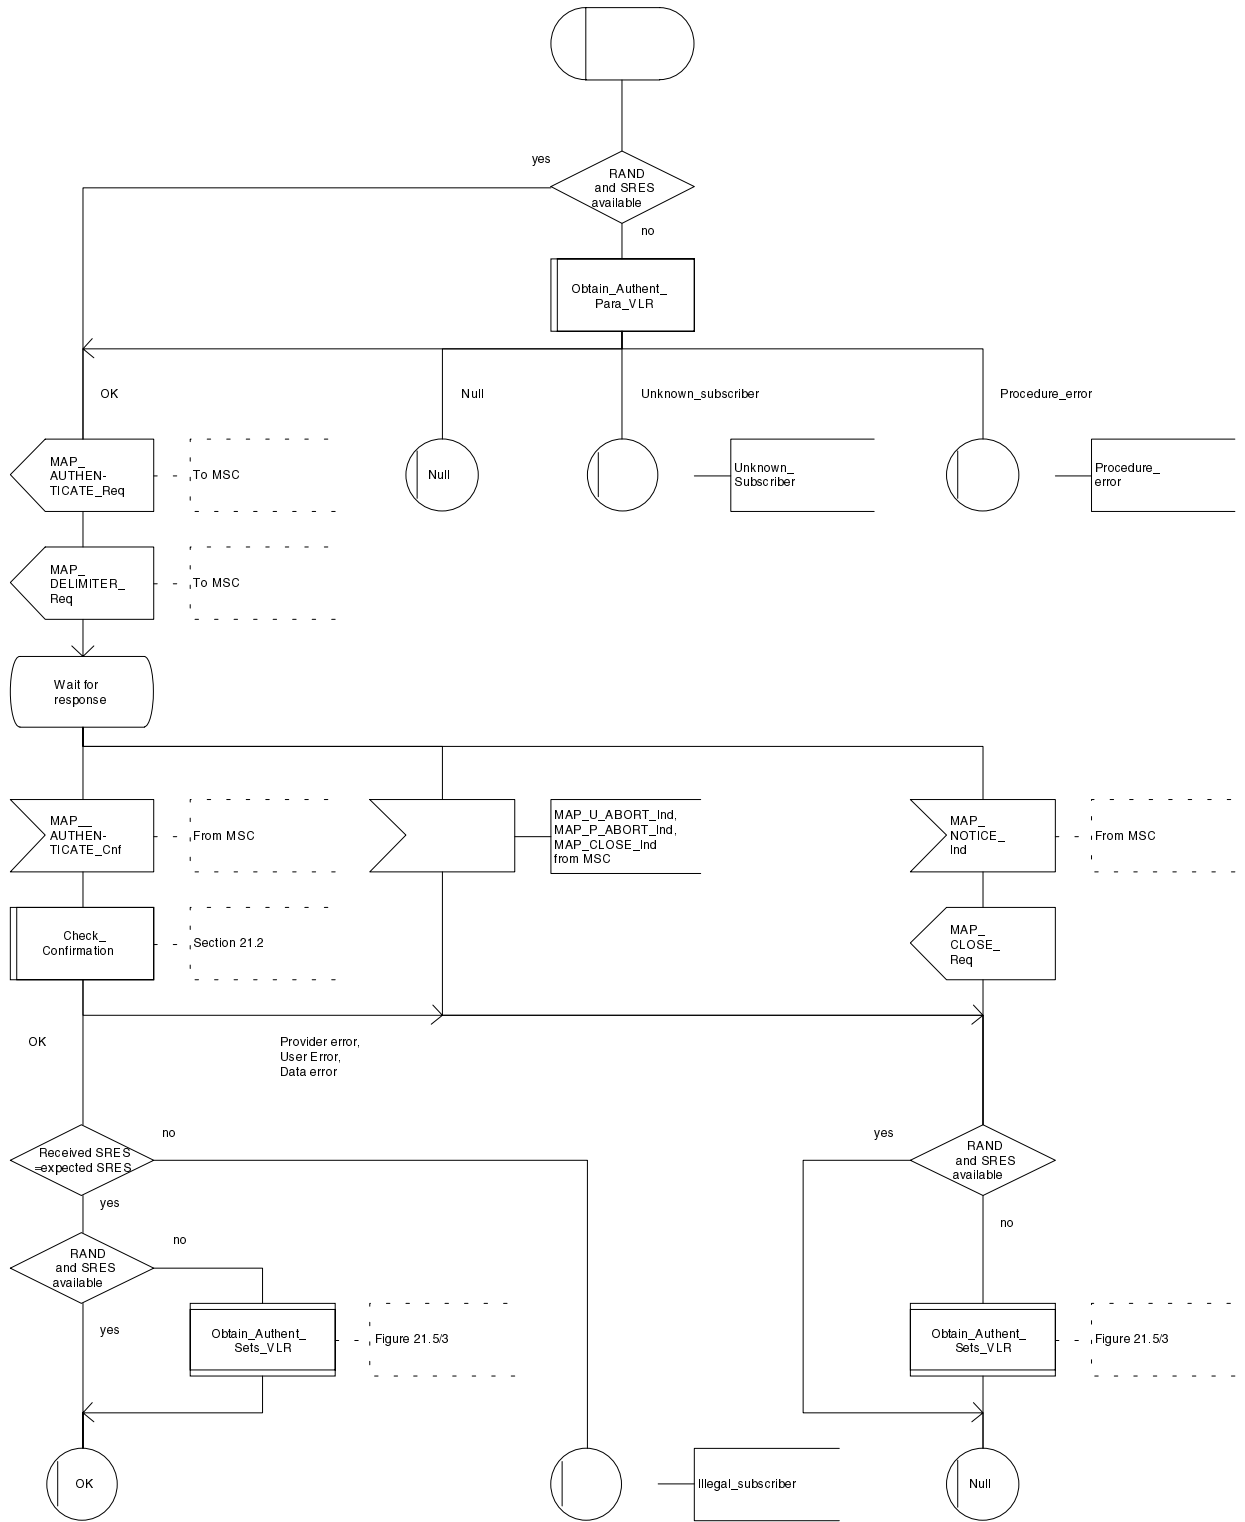 yes
RAND
and SRES
available
no
Obtain_Authent_
Para_VLR
OK
Null
Unknown_subscriber
Procedure_error
MAP_
AUTHEN-
TICATE_Req
To MSC
Null
Unknown_
Subscriber
Procedure_
error
MAP_
DELIMITER_
Req
To MSC
Wait for
response
MAP__
AUTHEN-
TICATE_Cnf
From MSC
MAP_U_ABORT_Ind,
MAP_P_ABORT_Ind,
MAP_CLOSE_Ind
from MSC
MAP_
NOTICE_
Ind
From MSC
Check_
Confirmation
Section 21.2
MAP_
CLOSE_
Req
OK
Provider error,
User Error,
Data error
no
yes
Received SRES
=expected SRES
RAND
and SRES
available
yes
no
no
RAND
and SRES
available
yes
Obtain_Authent_
Sets_VLR
Figure 21.5/3
Obtain_Authent_
Sets_VLR
Figure 21.5/3
OK
Illegal_subscriber
Null